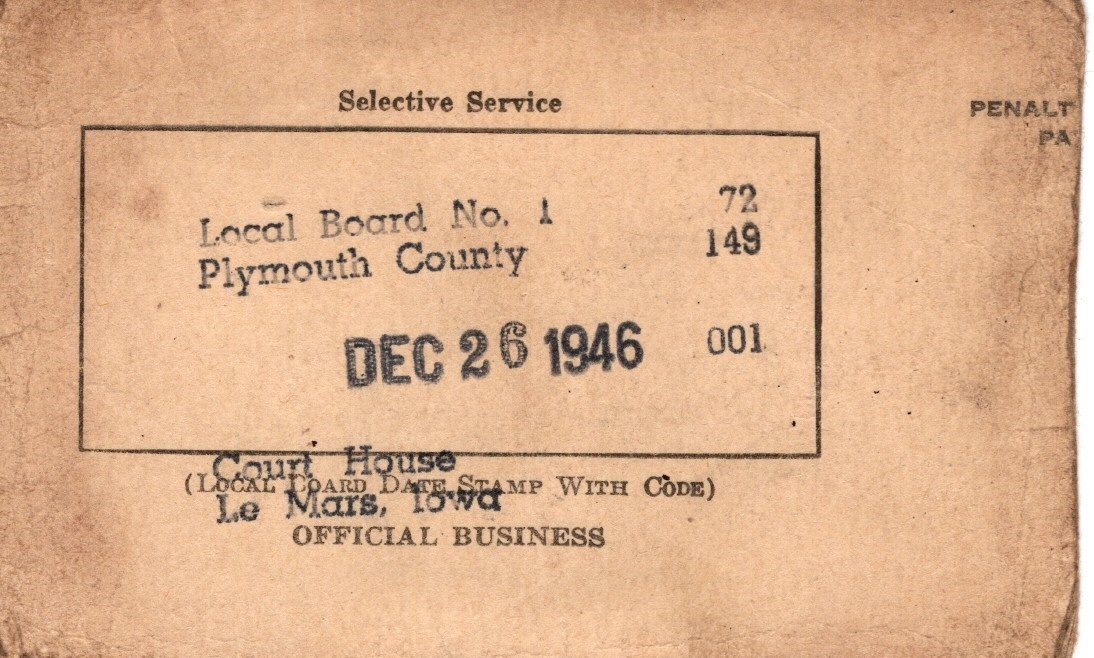 Selective Service
PENALT
PA
Local Board No. 1 72
Plymouth County 149
DEC 26 1946 001
Court House
(LOCAL BOARD DATE STAMP WITH CODE)
Le Mars, Iowa
OFFICIAL BUSINESS